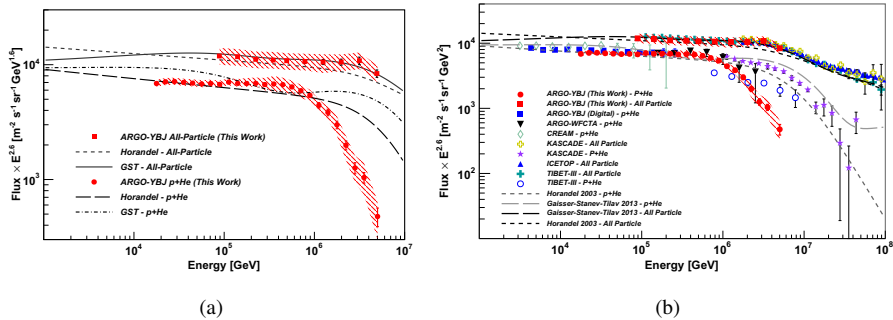 Flux × E^2.6 [m^-2 s^-1 sr^-1 GeV^1.6]
10^4
10^3
ARGO-YBJ All-Particle (This Work)
Horandel - All-Particle
GST - All-Particle
ARGO-YBJ p+He (This Work)
Horandel - p+He
GST - p+He
10^4 10^5 10^6 10^7
Energy [GeV]
(a)
Flux × E^2.6 [m^-2 s^-1 sr^-1 GeV^-2]
10^4
10^3
10^2
ARGO-YBJ (This Work) - P+He
ARGO-YBJ (This Work) - All Particle
ARGO-YBJ (Digital) - p+He
ARGO-WFCTA - p+He
CREAM - p+He
KASCADE - All Particle
KASCADE - P+He
ICETOP - All Particle
TIBET-III - All Particle
TIBET-III - P+He
Horandel 2003 - p+He
Gaisser-Stanev-Tilav 2013 - p+He
Gaisser-Stanev-Tilav 2013 - All Particle
Horandel 2003 - All Particle
10^4 10^5 10^6 10^7 10^8
Energy [GeV]
(b)